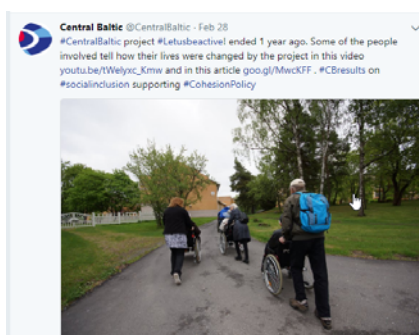 Central Baltic @CentralBaltic · Feb 28
#CentralBaltic project #Letusbeactive! ended 1 year ago. Some of the people
involved tell how their lives were changed by the project in this video
youtu.be/tWelyxc_Kmw and in this article goo.gl/MwcKFF . #CBresults on
#socialinclusion supporting #CohesionPolicy